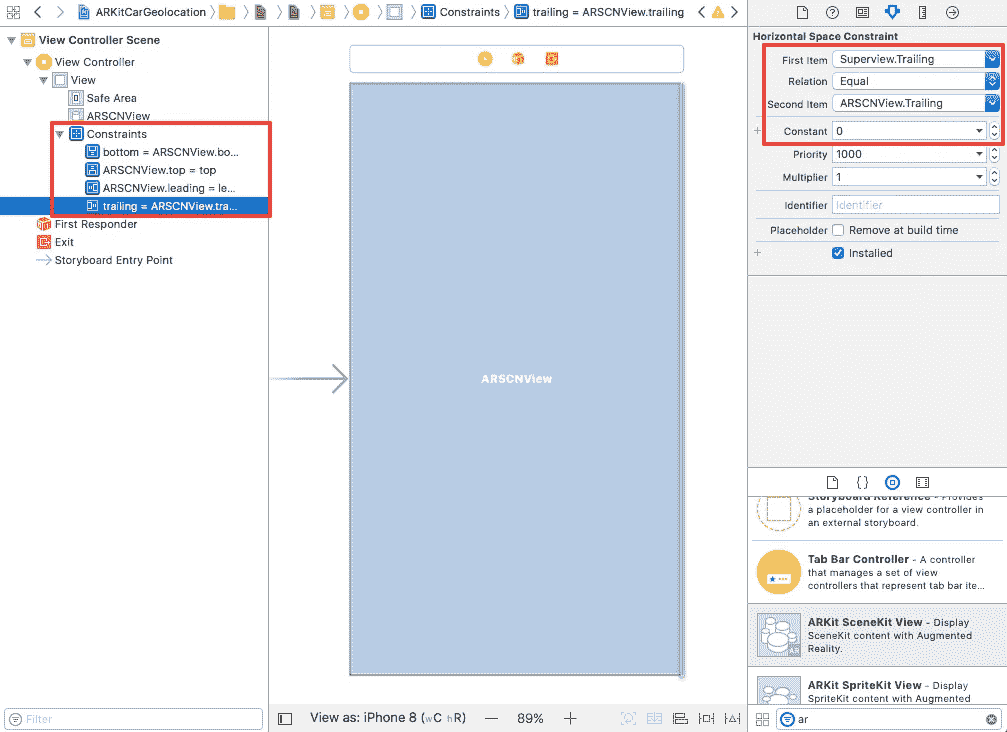 ARKitCarGeolocation
Constraints
trailing = ARSCNView.trailing
View Controller Scene
View Controller
View
Safe Area
ARSCNView
Constraints
bottom = ARSCNView.bo...
ARSCNView.top = top
ARSCNView.leading = le...
trailing = ARSCNView.tra...
First Responder
Exit
Storyboard Entry Point
Filter
ARSCNView
View as: iPhone 8 (wC hR)
89%
Horizontal Space Constraint
First Item Superview.Trailing
Relation Equal
Second Item ARSCNView.Trailing
Constant 0
Priority 1000
Multiplier 1
Identifier Identifier
Placeholder Remove at build time
Installed
Storyboard Reference - Provides
a placeholder for a view controller in
an external storyboard.
Tab Bar Controller - A controller
that manages a set of view
controllers that represent tab bar ite...
ARKit SceneKit View - Display
SceneKit content with Augmented
Reality.
AR
ARKit SpriteKit View - Display
SpriteKit content with Augmented
ar